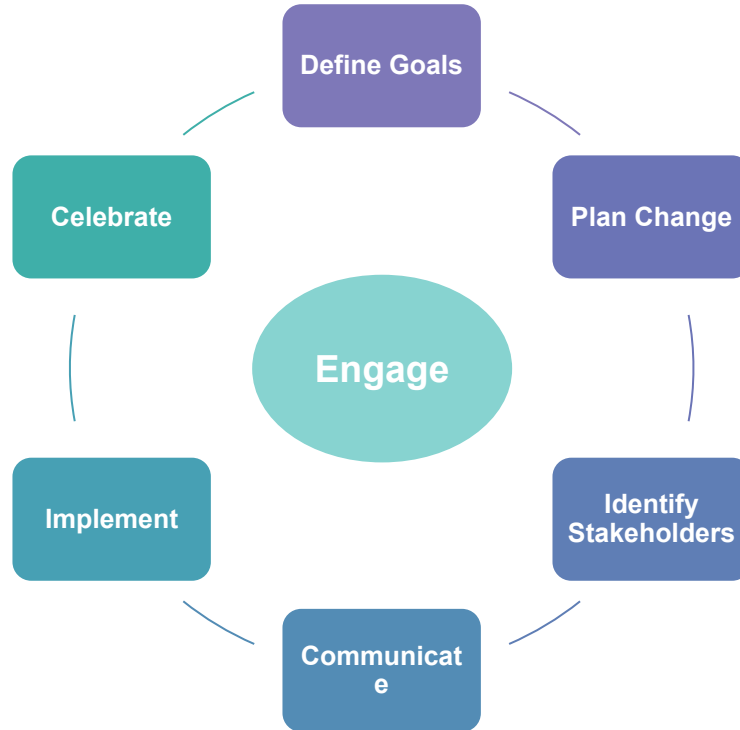 Define Goals
Plan Change
Identify
Stakeholders
Communicat
e
Implement
Celebrate
Engage